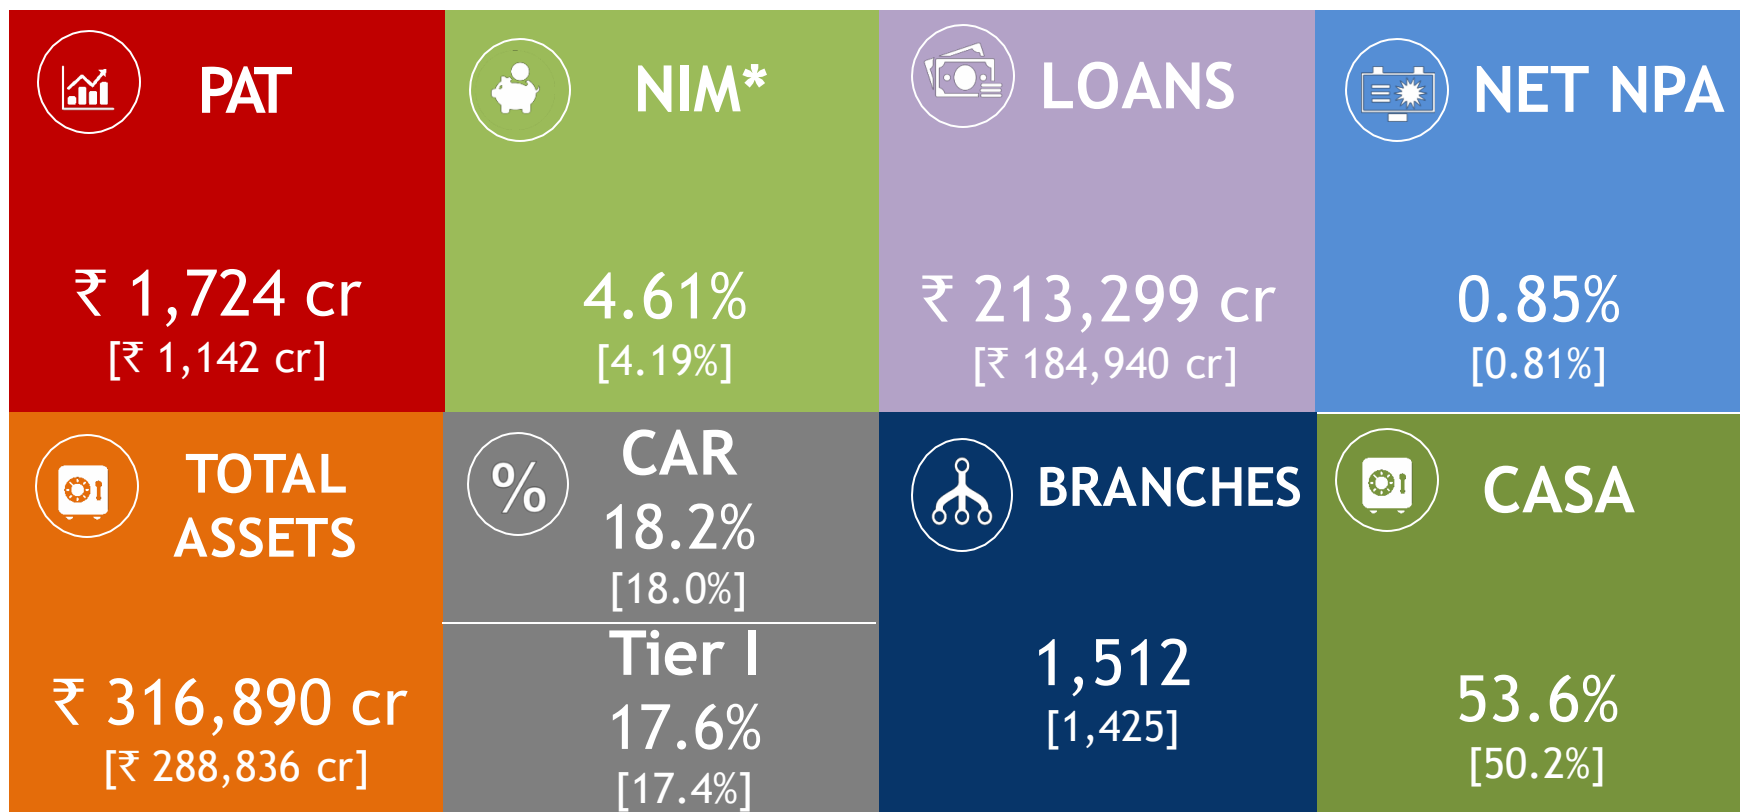 PAT
₹ 1,724 cr
[₹ 1,142 cr]
NIM*
4.61%
[4.19%]
LOANS
₹ 213,299 cr
[₹ 184,940 cr]
NET NPA
0.85%
[0.81%]
TOTAL
ASSETS
₹ 316,890 cr
[₹ 288,836 cr]
%
CAR
18.2%
[18.0%]
Tier I
17.6%
[17.4%]
BRANCHES
1,512
[1,425]
CASA
53.6%
[50.2%]